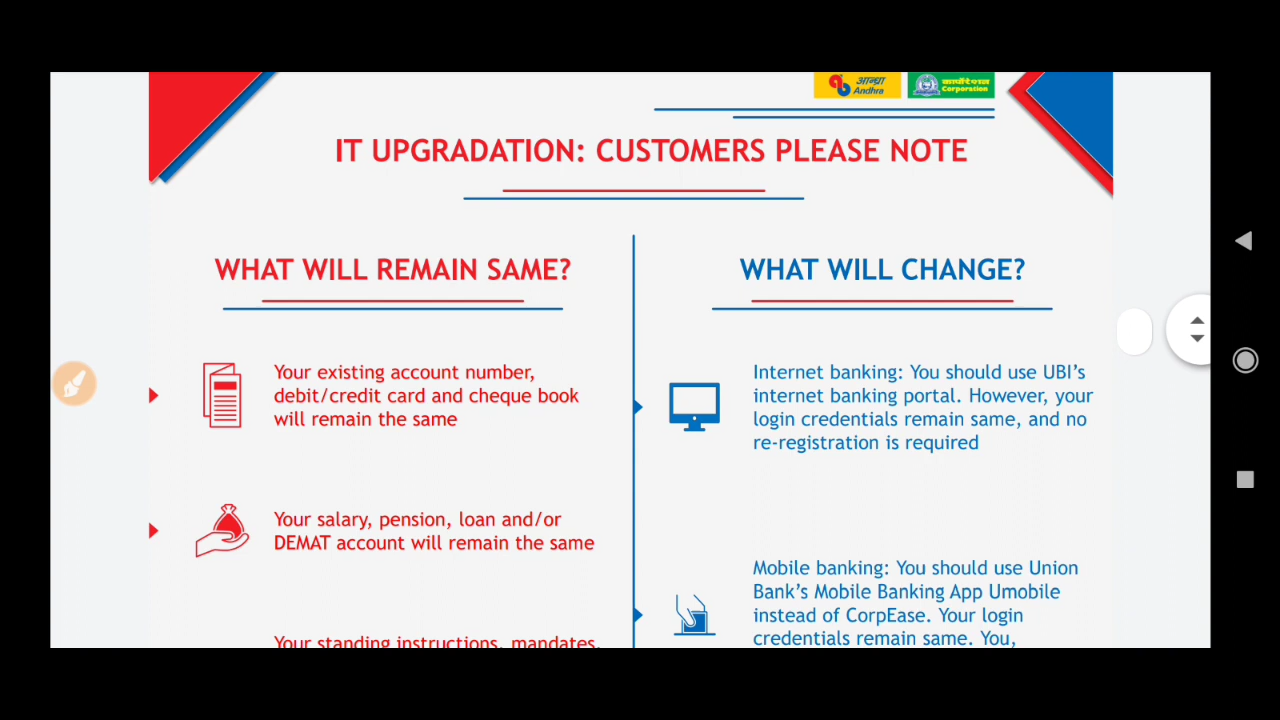 आन्ध्रा
Andhra
कार्पोरेशन
Corporation
IT UPGRADATION: CUSTOMERS PLEASE NOTE
WHAT WILL REMAIN SAME?
Your existing account number,
debit/credit card and cheque book
will remain the same
Your salary, pension, loan and/or
DEMAT account will remain the same
Your standing instructions, mandates,
WHAT WILL CHANGE?
Internet banking: You should use UBI’s
internet banking portal. However, your
login credentials remain same, and no
re-registration is required
Mobile banking: You should use Union
Bank’s Mobile Banking App Umobile
instead of CorpEase. Your login
credentials remain same. You,